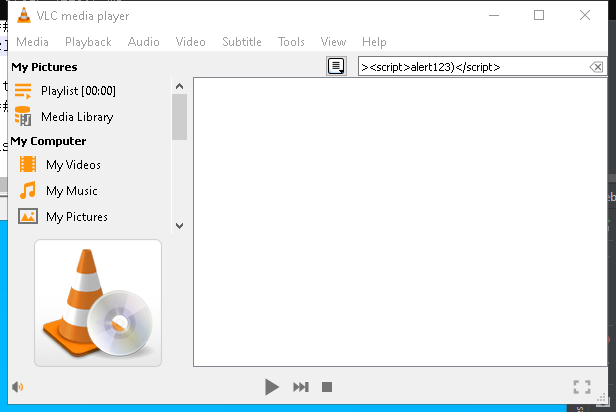 VLC media player
Media Playback Audio Video Subtitle Tools View Help
My Pictures
><script>alert123)</script>
Playlist [00:00]
Media Library
My Computer
My Videos
My Music
My Pictures